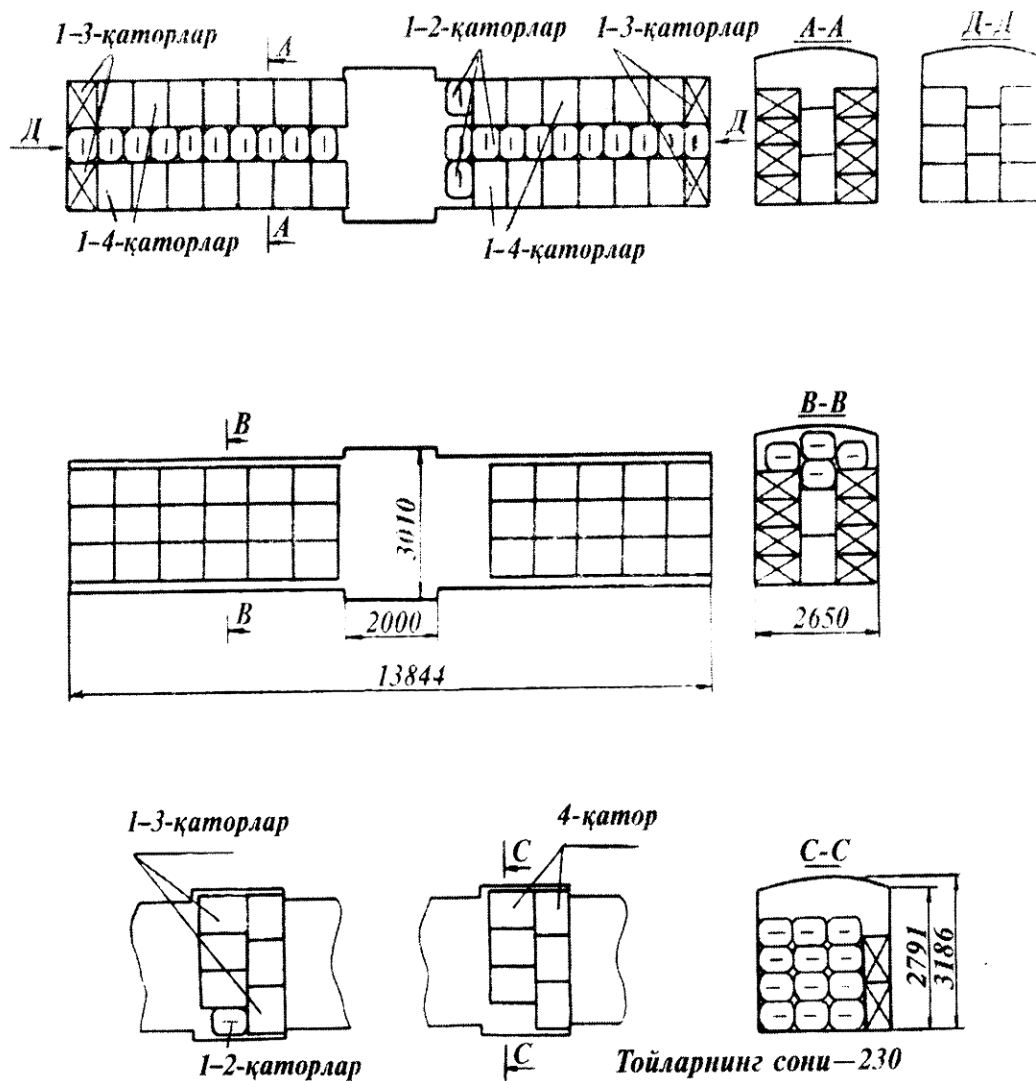 1–3-қаторлар
A
1–2-қаторлар
1–3-қаторлар
А-А
Д-Д
Д
Д
1–4-қаторлар
A
1–4-қаторлар
B
B-B
3010
B
2000
2650
13844
1–3-қаторлар
4-қатор
C
C-C
2791
3186
1–2-қаторлар
C
Тойларнинг сони—230